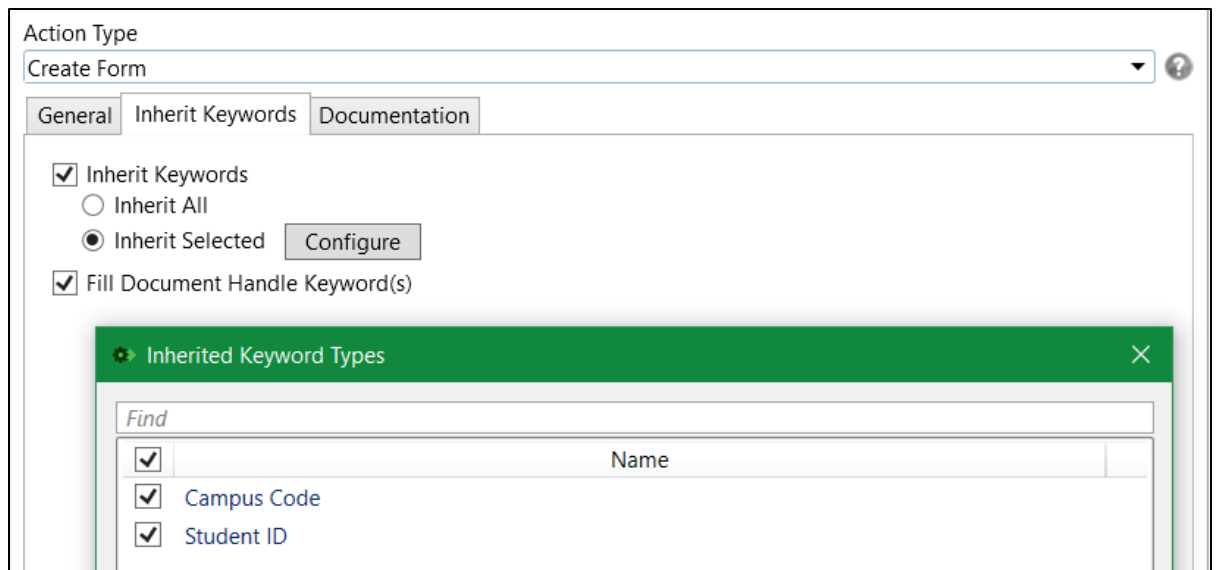 Action Type
Create Form
?
General Inherit Keywords Documentation
Inherit Keywords
Inherit All
Inherit Selected Configure
Fill Document Handle Keyword(s)
Inherited Keyword Types
Find
Name
Campus Code
Student ID